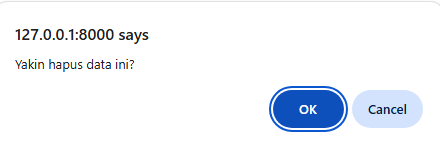 127.0.0.1:8000 says
Yakin hapus data ini?
OK
Cancel